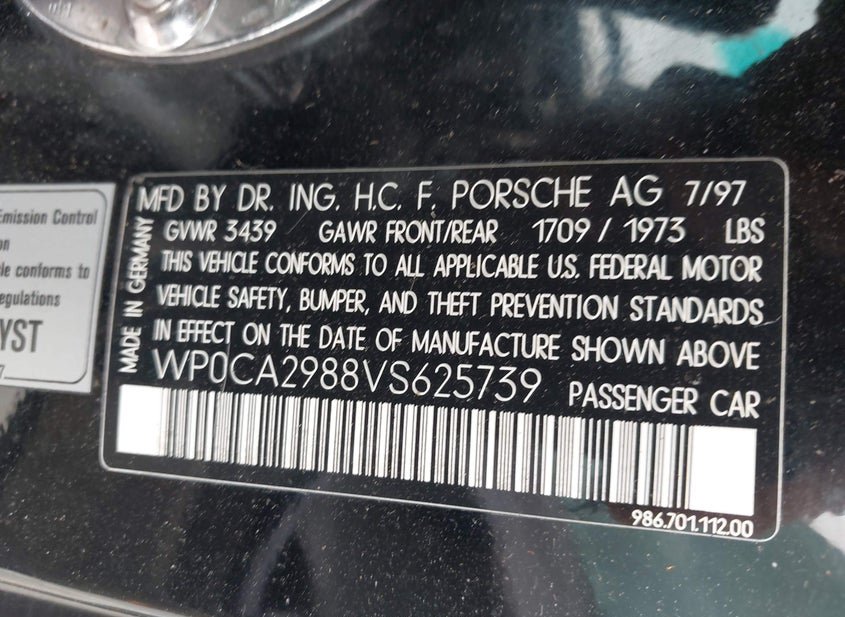 MFD BY DR. ING. H.C. F. PORSCHE AG 7/97
GVWR 3439 GAWR FRONT/REAR 1709 / 1973 LBS
THIS VEHICLE CONFORMS TO ALL APPLICABLE U.S. FEDERAL MOTOR
VEHICLE SAFETY, BUMPER, AND THEFT PREVENTION STANDARDS
IN EFFECT ON THE DATE OF MANUFACTURE SHOWN ABOVE
WP0CA2988VS625739 PASSENGER CAR
986.701.112.00
MADE IN GERMANY
Emission Control
on
le conforms to
egulations
YST